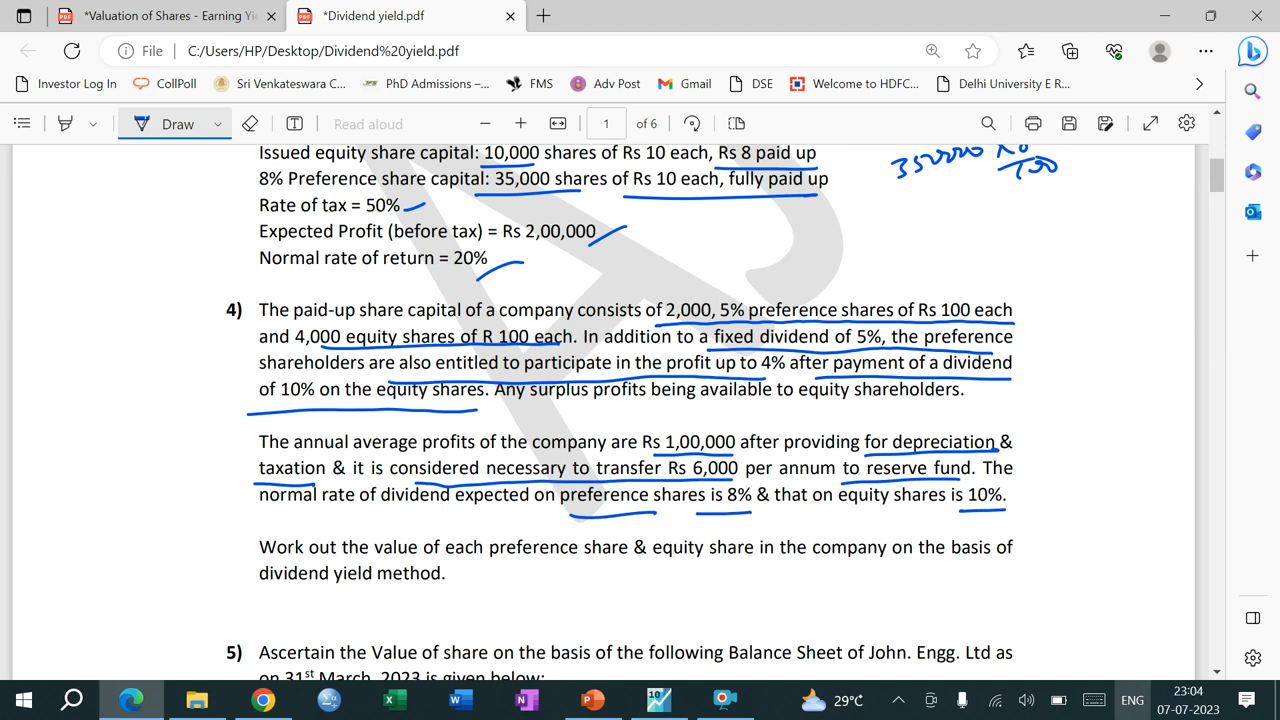 *Valuation of Shares - Earning Yi
*Dividend yield.pdf
File
C:/Users/HP/Desktop/Dividend%20yield.pdf
Investor Log In
CollPoll
Sri Venkateswara C...
PhD Admissions –...
FMS
Adv Post
Gmail
DSE
Welcome to HDFC...
Delhi University E R...
Draw
Read aloud
1
of 6
Issued equity share capital: 10,000 shares of Rs 10 each, Rs 8 paid up
8% Preference share capital: 35,000 shares of Rs 10 each, fully paid up
Rate of tax = 50%
Expected Profit (before tax) = Rs 2,00,000
Normal rate of return = 20%
4) The paid-up share capital of a company consists of 2,000, 5% preference shares of Rs 100 each
and 4,000 equity shares of R 100 each. In addition to a fixed dividend of 5%, the preference
shareholders are also entitled to participate in the profit up to 4% after payment of a dividend
of 10% on the equity shares. Any surplus profits being available to equity shareholders.
The annual average profits of the company are Rs 1,00,000 after providing for depreciation &
taxation & it is considered necessary to transfer Rs 6,000 per annum to reserve fund. The
normal rate of dividend expected on preference shares is 8% & that on equity shares is 10%.
Work out the value of each preference share & equity share in the company on the basis of
dividend yield method.
5) Ascertain the Value of share on the basis of the following Balance Sheet of John. Engg. Ltd as
on 31st March, 2023 is given below:
29°C
ENG
23:04
07-07-2023